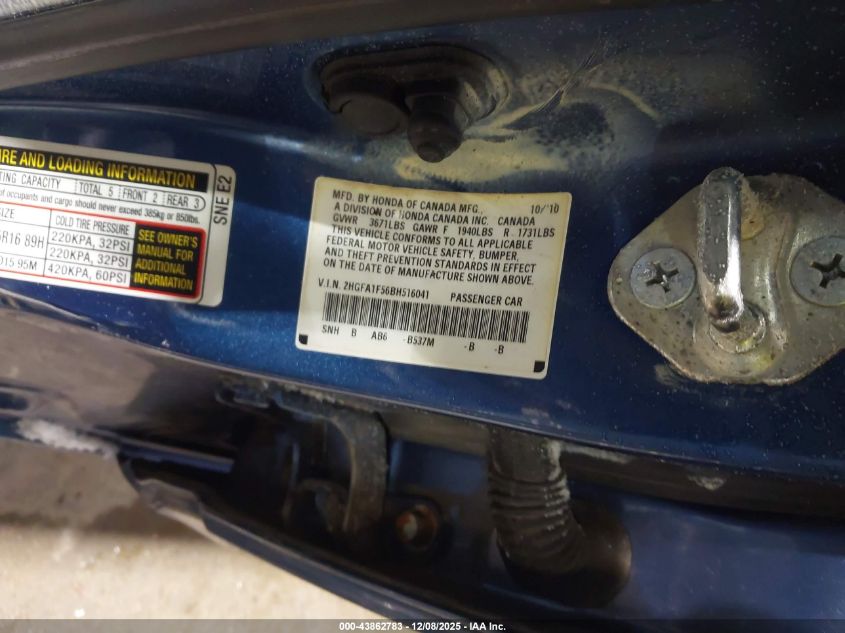 IRE AND LOADING INFORMATION
TING CAPACITY TOTAL 5 FRONT 2 REAR 3
of occupants and cargo should never exceed 385kg or 850lbs.
SIZE COLD TIRE PRESSURE
5R16 89H 220KPA, 32PSI
220KPA, 32PSI
D15 95M 420KPA, 60PSI
SEE OWNER'S
MANUAL FOR
ADDITIONAL
INFORMATION
SNE E2
MFD. BY HONDA OF CANADA MFG., 10/'10
A DIVISION OF HONDA CANADA INC. CANADA
GVWR 3671LBS GAWR F 1940LBS R 1731LBS
THIS VEHICLE CONFORMS TO ALL APPLICABLE
FEDERAL MOTOR VEHICLE SAFETY, BUMPER,
AND THEFT PREVENTION STANDARDS IN EFFECT
ON THE DATE OF MANUFACTURE SHOWN ABOVE.
V.I.N. 2HGFA1F56BH516041 PASSENGER CAR
SNH B AB6 -B537M -B -B
000-43862783 - 12/08/2025 - IAA Inc.